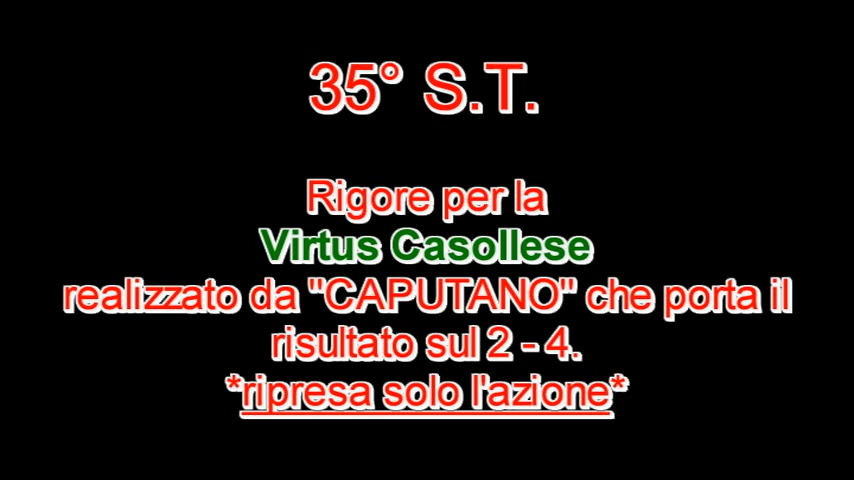 35° S.T.
Rigore per la
Virtus Casollese
realizzato da "CAPUTANO" che porta il
risultato sul 2 - 4.
*ripresa solo l'azione*